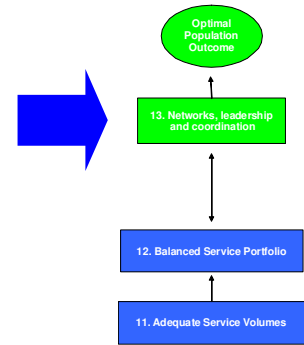 Optimal
Population
Outcome
13. Networks, leadership
and coordination
12. Balanced Service Portfolio
11. Adequate Service Volumes